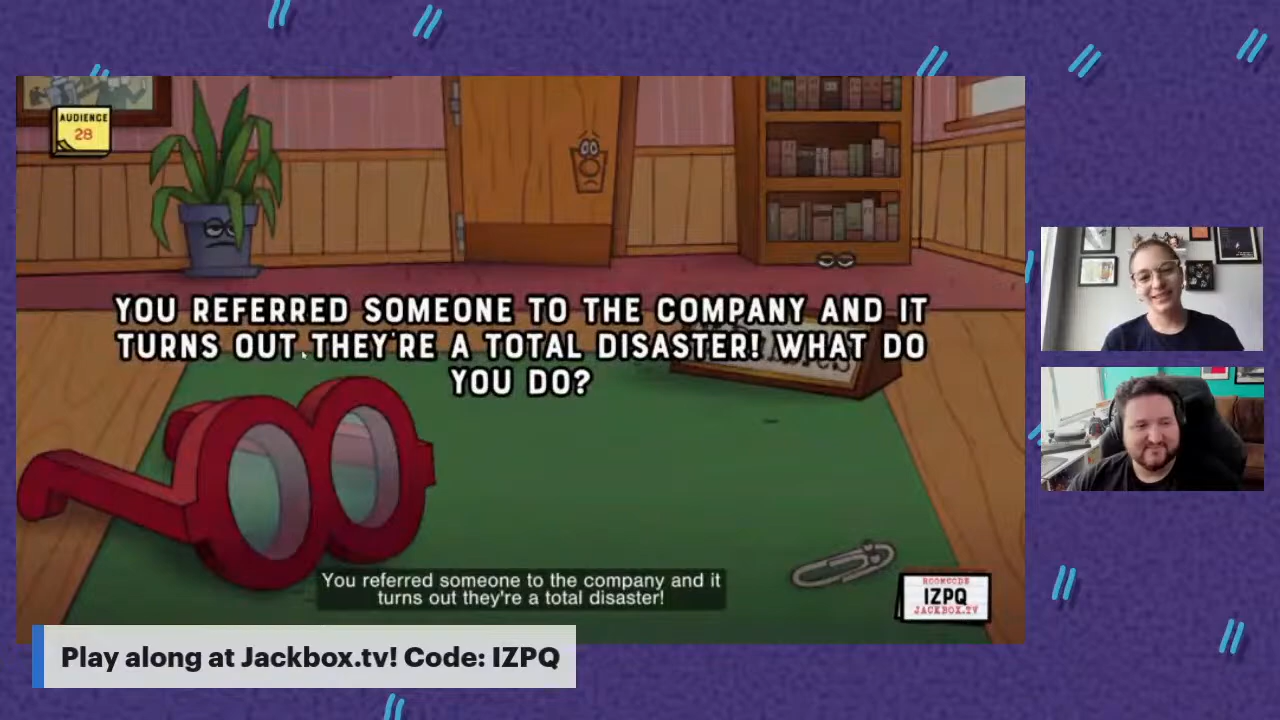 AUDIENCE
28
YOU REFERRED SOMEONE TO THE COMPANY AND IT
TURNS OUT THEY'RE A TOTAL DISASTER! WHAT DO
YOU DO?
You referred someone to the company and it
turns out they're a total disaster!
ROOMCODE
IZPQ
JACKBOX.TV
Play along at Jackbox.tv! Code: IZPQ